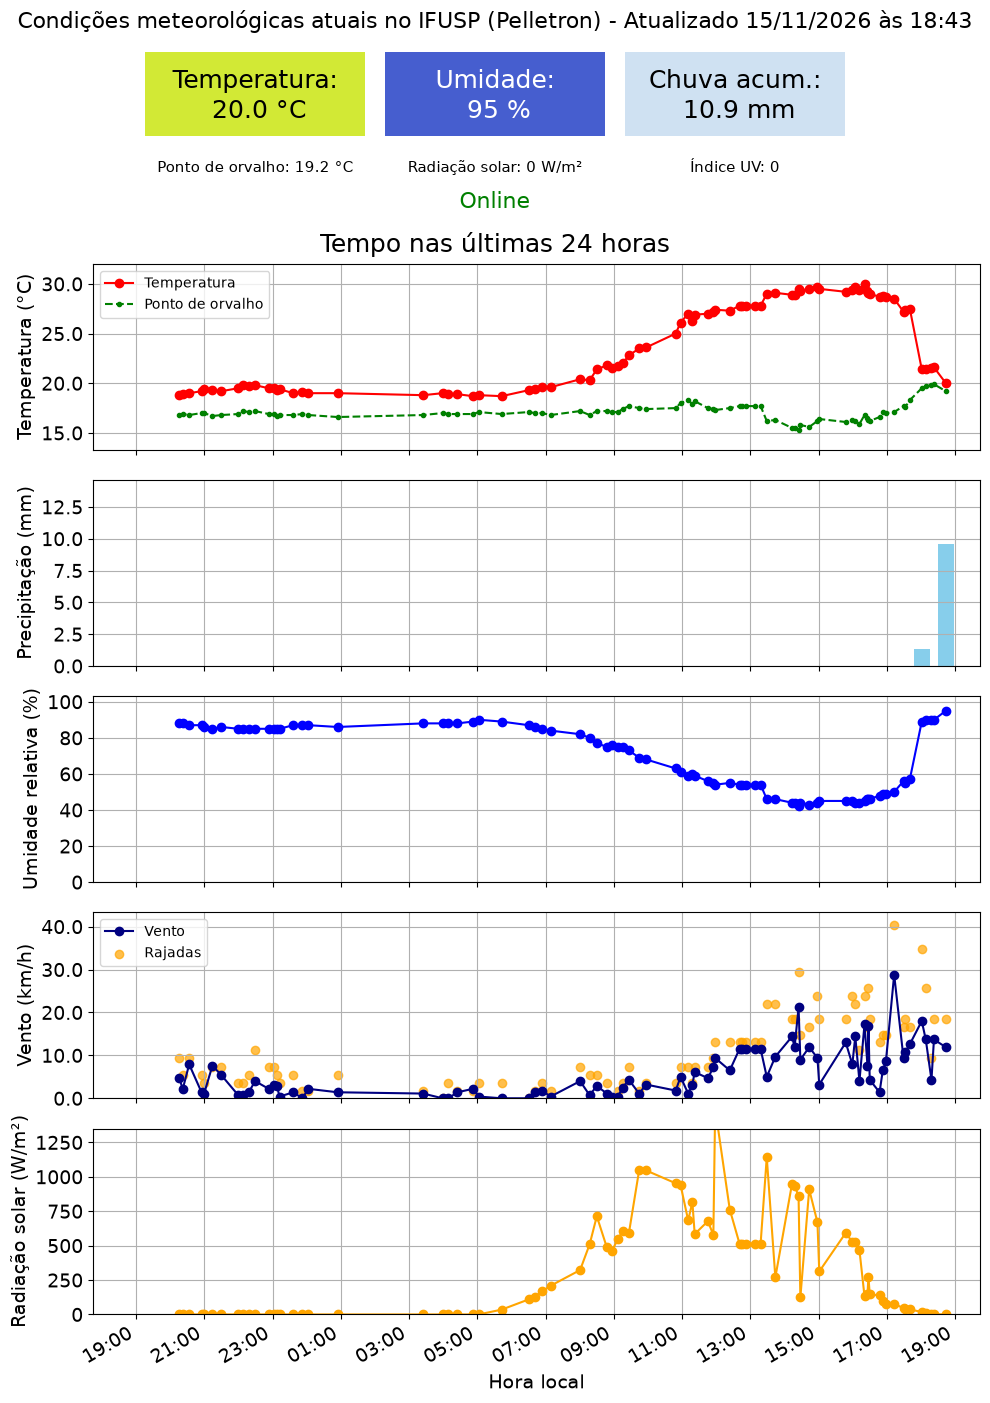 Condições meteorológicas atuais no IFUSP (Pelletron) - Atualizado 15/11/2026 às 18:43
Temperatura:
20.0 °C
Umidade:
95 %
Chuva acum.:
10.9 mm
Ponto de orvalho: 19.2 °C
Radiação solar: 0 W/m²
Índice UV: 0
Online
Tempo nas últimas 24 horas
Temperatura (°C)
30.0
25.0
20.0
15.0
Temperatura
Ponto de orvalho
Precipitação (mm)
12.5
10.0
7.5
5.0
2.5
0.0
Umidade relativa (%)
100
80
60
40
20
0
Vento (km/h)
40.0
30.0
20.0
10.0
0.0
Vento
Rajadas
Radiação solar (W/m²)
1250
1000
750
500
250
0
19:00
21:00
23:00
01:00
03:00
05:00
07:00
09:00
11:00
13:00
15:00
17:00
19:00
Hora local